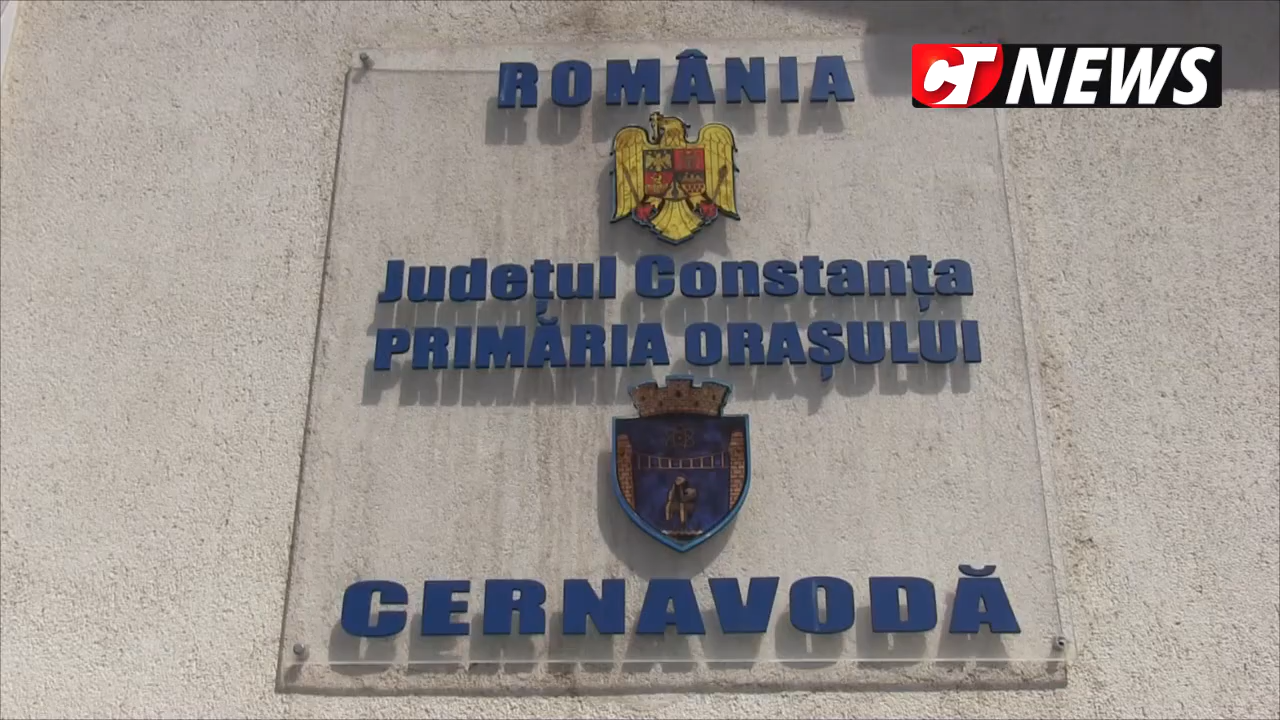 CT NEWS
ROMÂNIA
Județul Constanța
PRIMĂRIA ORAȘULUI
CERNAVODĂ